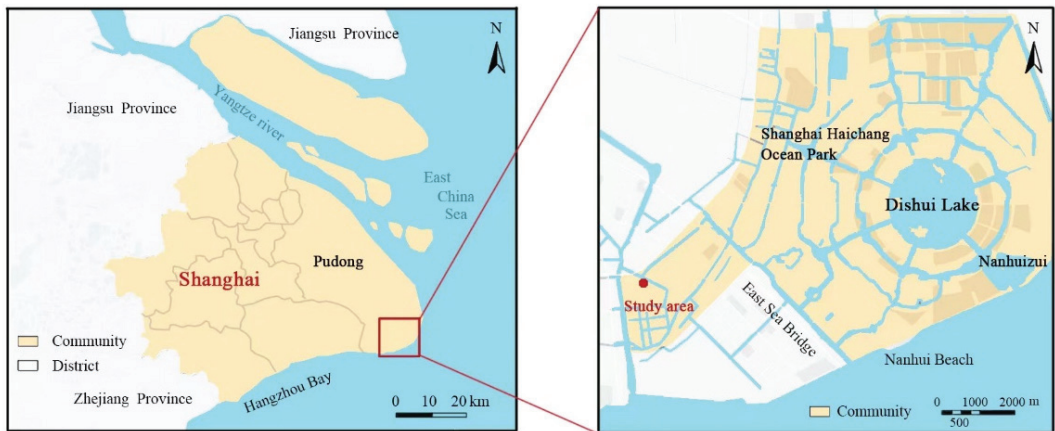 Jiangsu Province
N
Jiangsu Province
Yangtze river
East
China
Sea
Pudong
Shanghai
Community
District
Zhejiang Province
Hangzhou Bay
0 10 20 km
N
Shanghai Haichang
Ocean Park
Dishui Lake
Nanhuizui
Study area
East Sea Bridge
Nanhui Beach
Community
0 1000 2000 m
500